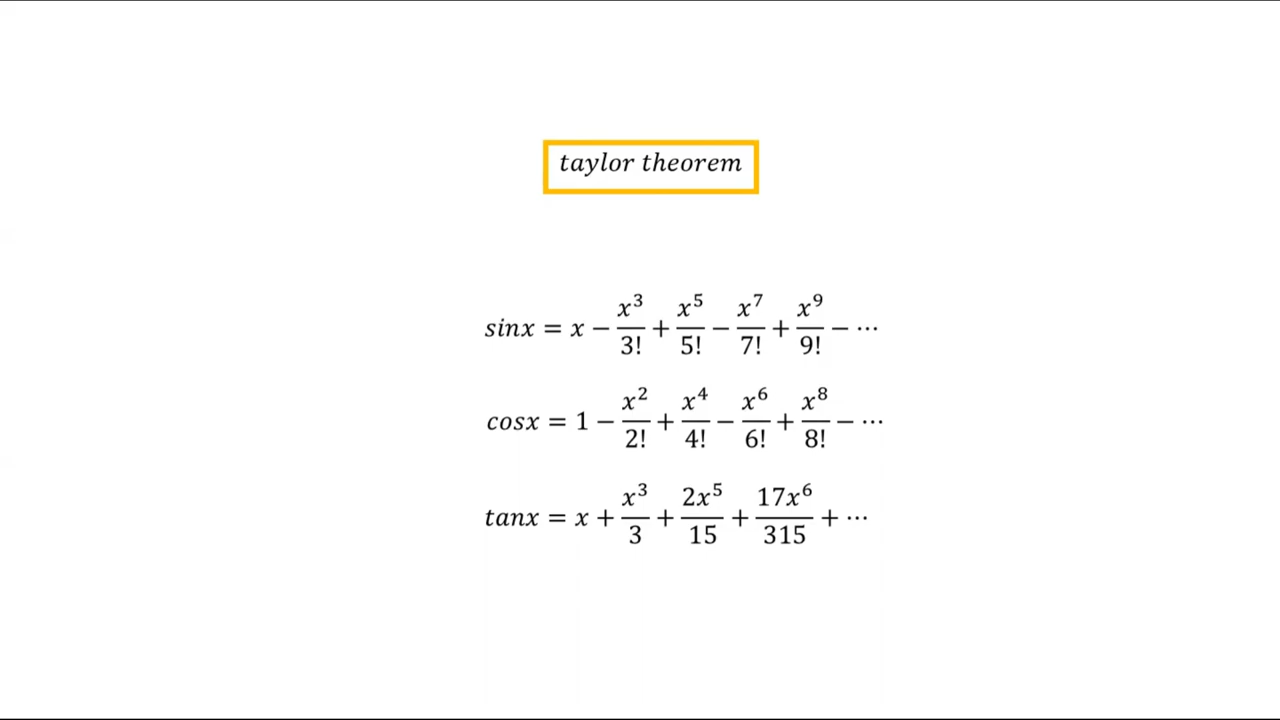 taylor theorem
sinx = x − x³/3! + x⁵/5! − x⁷/7! + x⁹/9! − ⋯
cosx = 1 − x²/2! + x⁴/4! − x⁶/6! + x⁸/8! − ⋯
tanx = x + x³/3 + 2x⁵/15 + 17x⁶/315 + ⋯